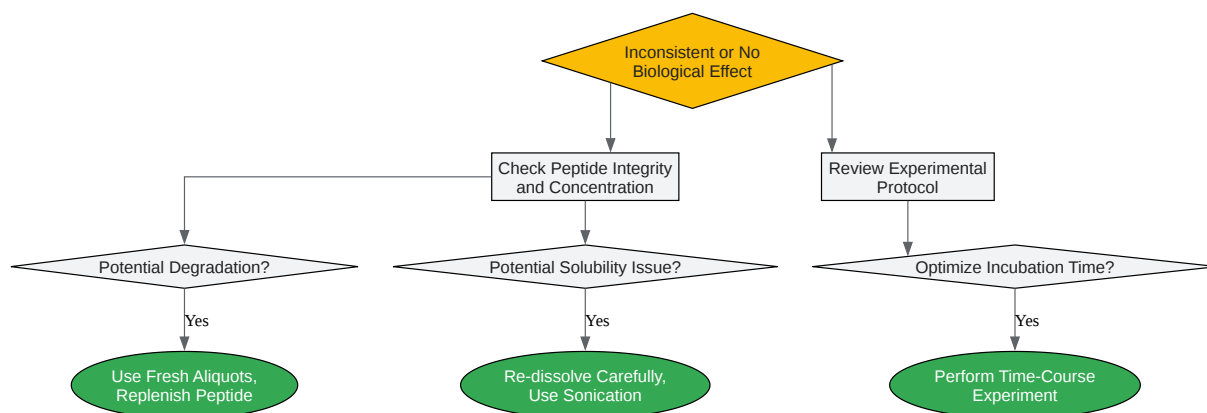 Inconsistent or No
Biological Effect
Check Peptide Integrity
and Concentration
Review Experimental
Protocol
Potential Degradation?
Potential Solubility Issue?
Optimize Incubation Time?
Yes
Yes
Yes
Use Fresh Aliquots,
Replenish Peptide
Re-dissolve Carefully,
Use Sonication
Perform Time-Course
Experiment